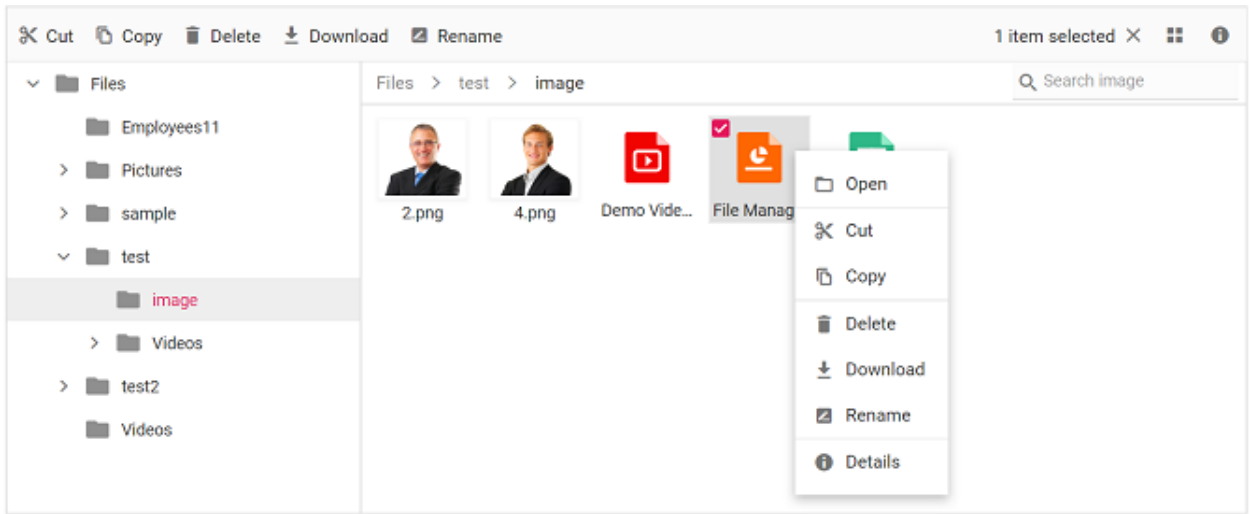 Cut Copy Delete Download Rename 1 item selected
Files
Employees11
Pictures
sample
test
image
Videos
test2
Videos
Files > test > image Search image
2.png 4.png Demo Vide... File Manag
Open
Cut
Copy
Delete
Download
Rename
Details